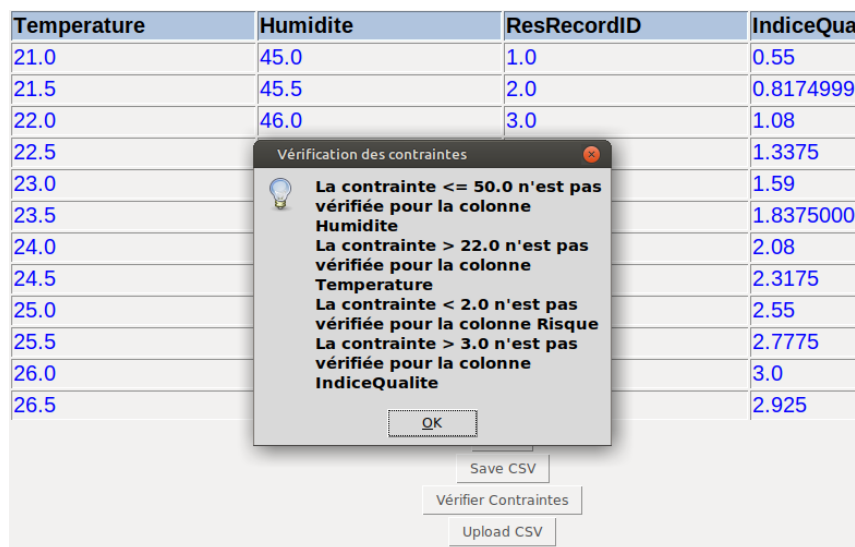 Temperature Humidite ResRecordID IndiceQua
21.0 45.0 1.0 0.55
21.5 45.5 2.0 0.8174999
22.0 46.0 3.0 1.08
22.5 1.3375
23.0 1.59
23.5 1.8375000
24.0 2.08
24.5 2.3175
25.0 2.55
25.5 2.7775
26.0 3.0
26.5 2.925
Vérification des contraintes
La contrainte <= 50.0 n'est pas
vérifiée pour la colonne
Humidite
La contrainte > 22.0 n'est pas
vérifiée pour la colonne
Temperature
La contrainte < 2.0 n'est pas
vérifiée pour la colonne Risque
La contrainte > 3.0 n'est pas
vérifiée pour la colonne
IndiceQualite
OK
Save CSV
Vérifier Contraintes
Upload CSV